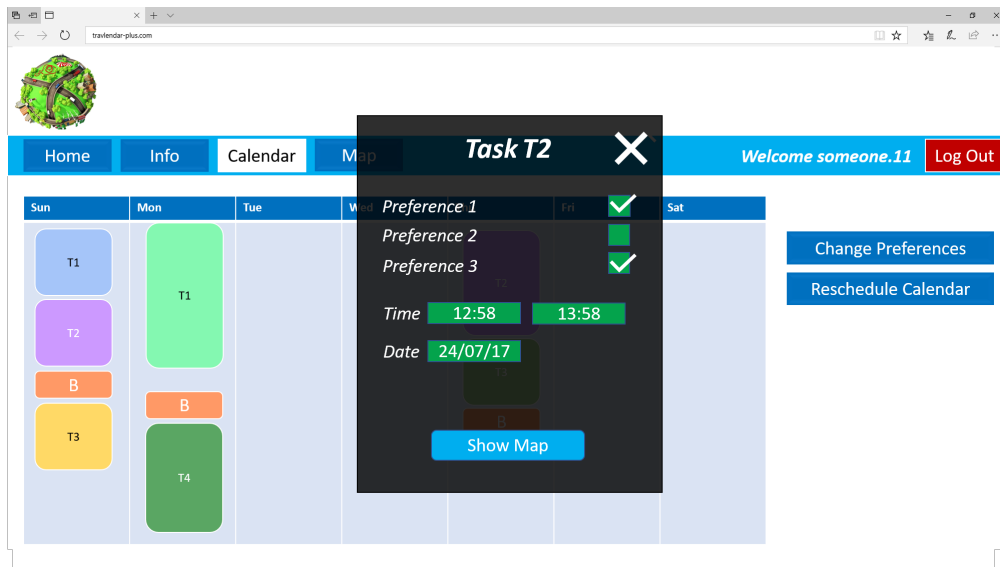 travlendar-plus.com
Home Info Calendar Map Welcome someone.11 Log Out
Task T2
Sun Mon Tue Wed Fri Sat
Preference 1
Preference 2
Preference 3
Time 12:58 13:58
Date 24/07/17
Show Map
Change Preferences
Reschedule Calendar
T1
T2
B
T3
T1
B
T4
T3
B